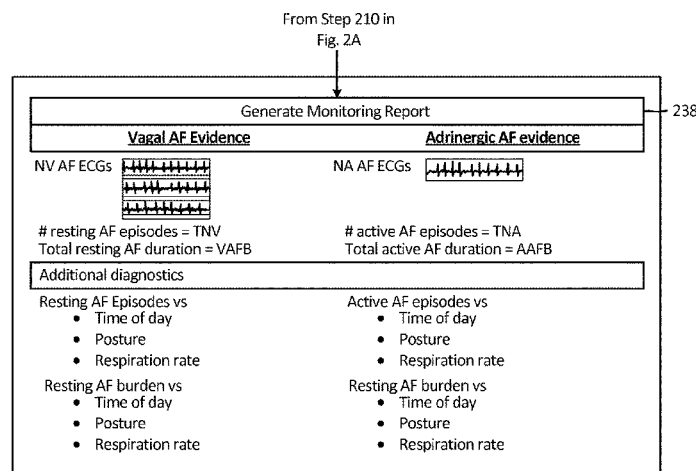 From Step 210 in
Fig. 2A
Generate Monitoring Report
238
Vagal AF Evidence
Adrinergic AF evidence
NV AF ECGs
NA AF ECGs
# resting AF episodes = TNV
Total resting AF duration = VAFB
# active AF episodes = TNA
Total active AF duration = AAFB
Additional diagnostics
Resting AF Episodes vs
• Time of day
• Posture
• Respiration rate
Resting AF burden vs
• Time of day
• Posture
• Respiration rate
Active AF episodes vs
• Time of day
• Posture
• Respiration rate
Resting AF burden vs
• Time of day
• Posture
• Respiration rate